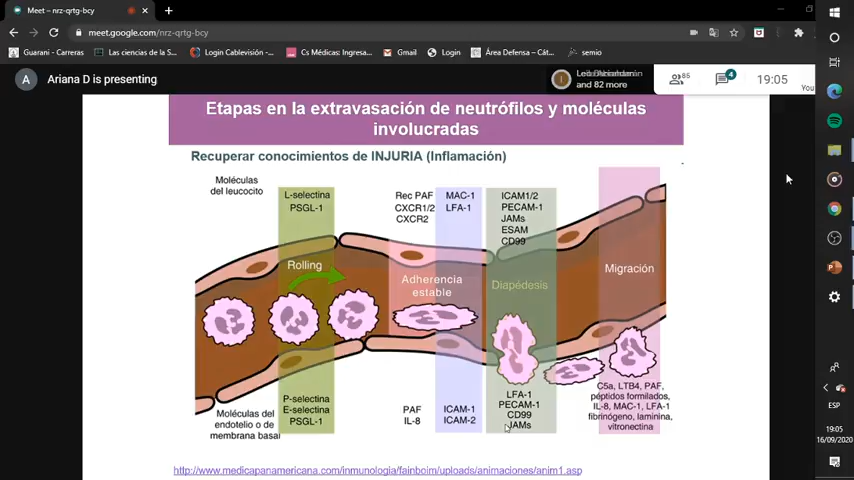 Meet – nrz-qrtg-bcy
meet.google.com/nrz-qrtg-bcy
Guarani - Carreras
Las ciencias de la S...
Login Cablevisión...
Cs Médicas: Ingresa...
Gmail
Login
Área Defensa – Cát...
semio
A
Ariana D is presenting
and 82 more
85
4
19:05
You
Etapas en la extravasación de neutrófilos y moléculas
involucradas
Recuperar conocimientos de INJURIA (Inflamación)
Moléculas
del leucocito
L-selectina
PSGL-1
Rec PAF
CXCR1/2
CXCR2
MAC-1
LFA-1
ICAM1/2
PECAM-1
JAMs
ESAM
CD99
Rolling
Adherencia
estable
Diapédesis
Migración
Moléculas del
endotelio o de
membrana basal
P-selectina
E-selectina
PSGL-1
PAF
IL-8
ICAM-1
ICAM-2
LFA-1
PECAM-1
CD99
JAMs
C5a, LTB4, PAF,
péptidos formilados,
IL-8, MAC-1, LFA-1
fibrinógeno, laminina,
vitronectina
http://www.medicapanamericana.com/inmunologia/fainboim/uploads/animaciones/anim1.asp
ESP
19:05
16/09/2020